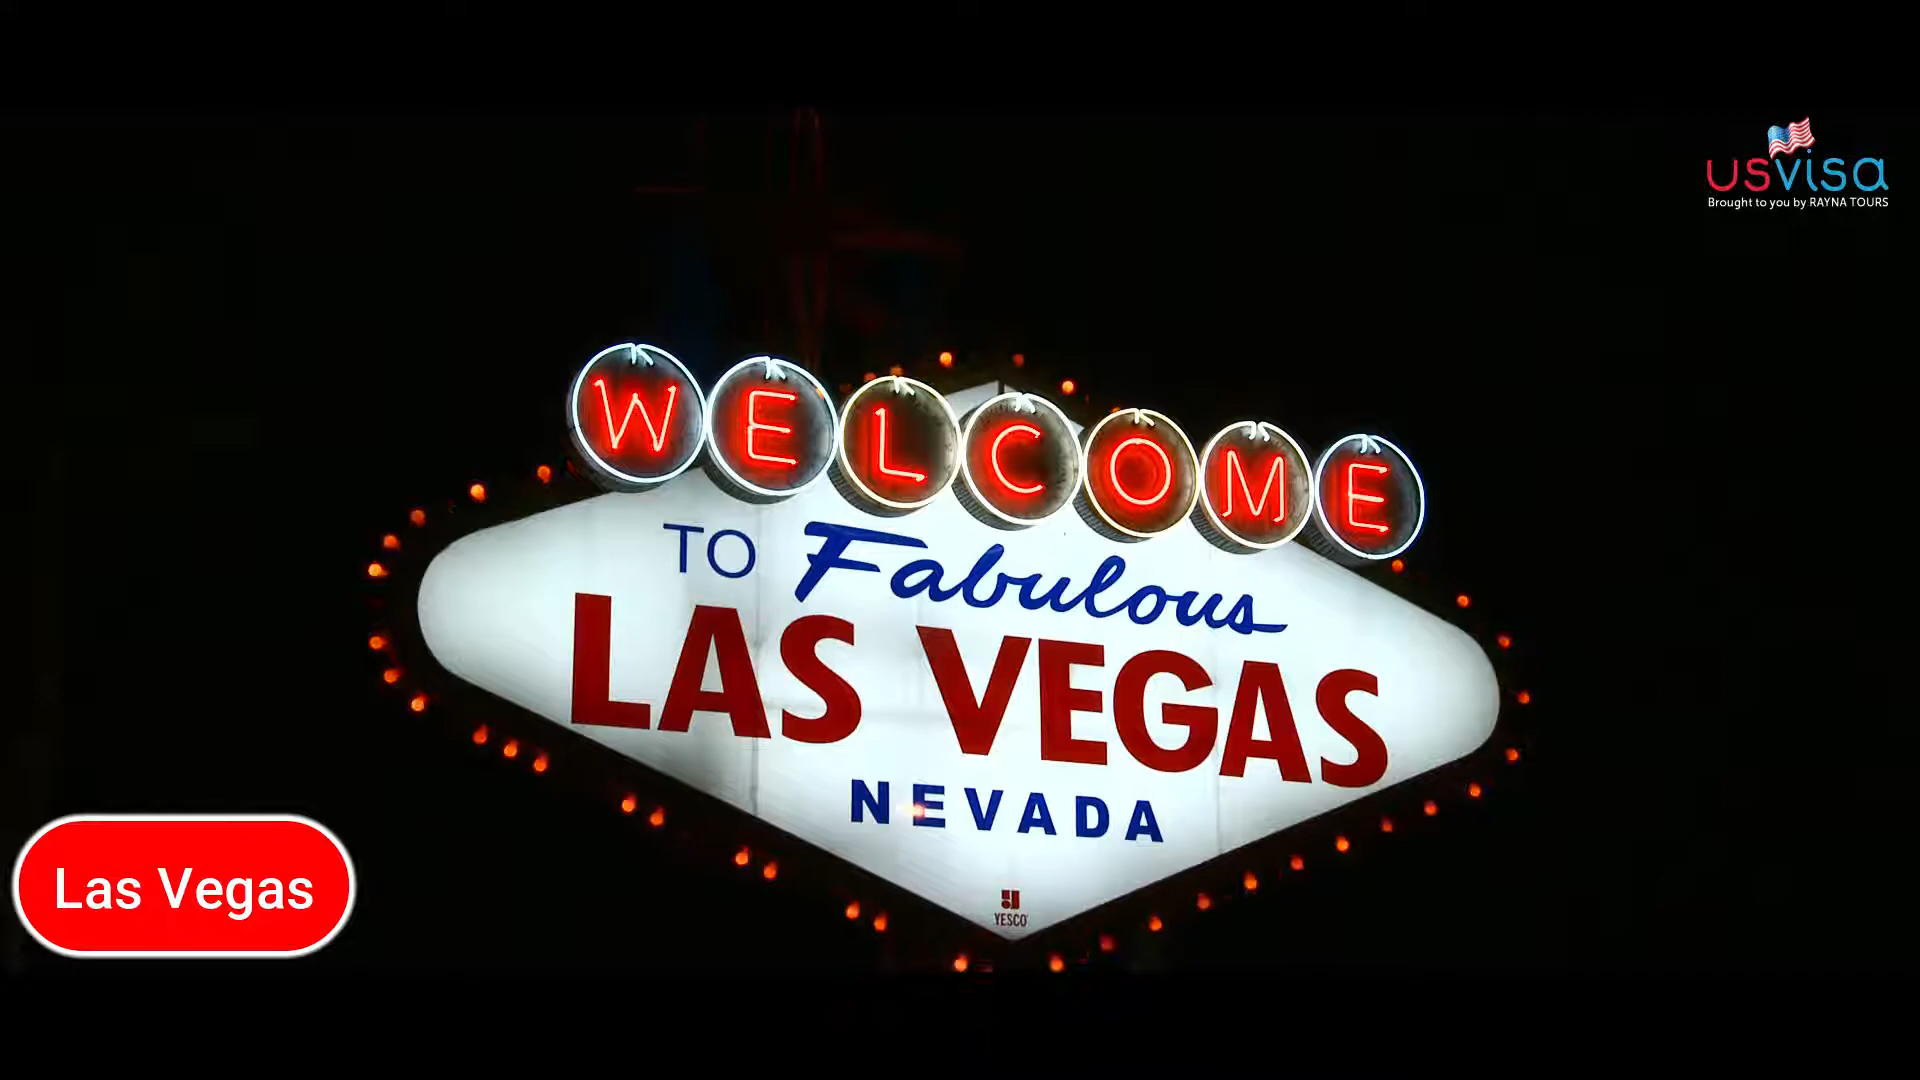 usvisa
Brought to you by RAYNA TOURS
WELCOME
TO Fabulous
LAS VEGAS
NEVADA
YESCO
Las Vegas